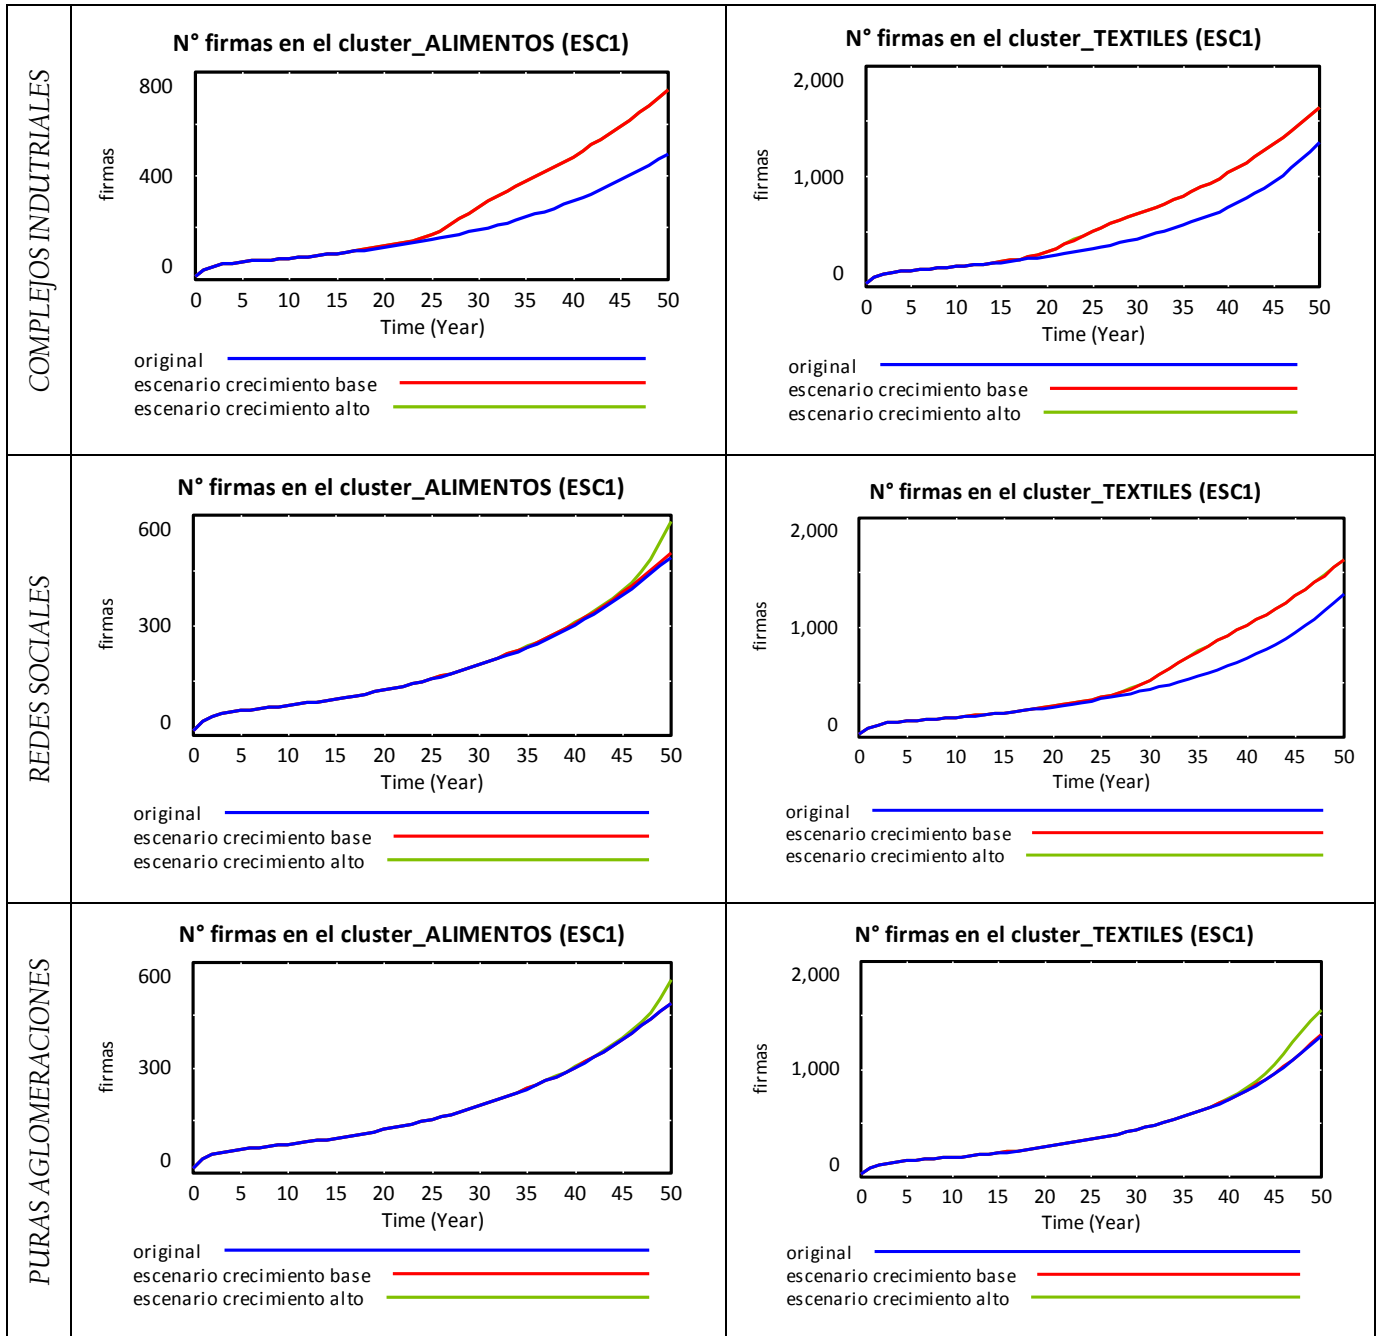 COMPLEJOS INDUTRIALES
N° firmas en el cluster_ALIMENTOS (ESC1)
800
400
0
firmas
0 5 10 15 20 25 30 35 40 45 50
Time (Year)
original
escenario crecimiento base
escenario crecimiento alto
N° firmas en el cluster_TEXTILES (ESC1)
2,000
1,000
0
firmas
0 5 10 15 20 25 30 35 40 45 50
Time (Year)
original
escenario crecimiento base
escenario crecimiento alto
REDES SOCIALES
N° firmas en el cluster_ALIMENTOS (ESC1)
600
300
0
firmas
0 5 10 15 20 25 30 35 40 45 50
Time (Year)
original
escenario crecimiento base
escenario crecimiento alto
N° firmas en el cluster_TEXTILES (ESC1)
2,000
1,000
0
firmas
0 5 10 15 20 25 30 35 40 45 50
Time (Year)
original
escenario crecimiento base
escenario crecimiento alto
PURAS AGLOMERACIONES
N° firmas en el cluster_ALIMENTOS (ESC1)
600
300
0
firmas
0 5 10 15 20 25 30 35 40 45 50
Time (Year)
original
escenario crecimiento base
escenario crecimiento alto
N° firmas en el cluster_TEXTILES (ESC1)
2,000
1,000
0
firmas
0 5 10 15 20 25 30 35 40 45 50
Time (Year)
original
escenario crecimiento base
escenario crecimiento alto